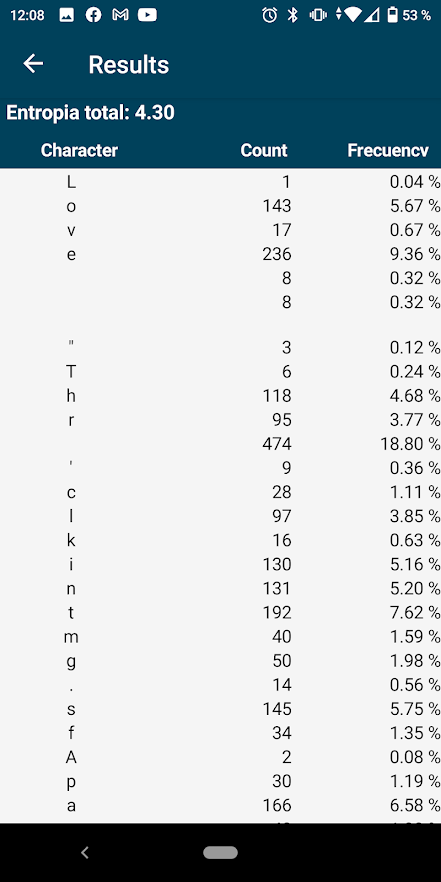 12:08 53 %
Results
Entropia total: 4.30
Character Count Frecuency
L 1 0.04 %
o 143 5.67 %
v 17 0.67 %
e 236 9.36 %
8 0.32 %
8 0.32 %
" 3 0.12 %
T 6 0.24 %
h 118 4.68 %
r 95 3.77 %
474 18.80 %
' 9 0.36 %
c 28 1.11 %
l 97 3.85 %
k 16 0.63 %
i 130 5.16 %
n 131 5.20 %
t 192 7.62 %
m 40 1.59 %
g 50 1.98 %
. 14 0.56 %
s 145 5.75 %
f 34 1.35 %
A 2 0.08 %
p 30 1.19 %
a 166 6.58 %